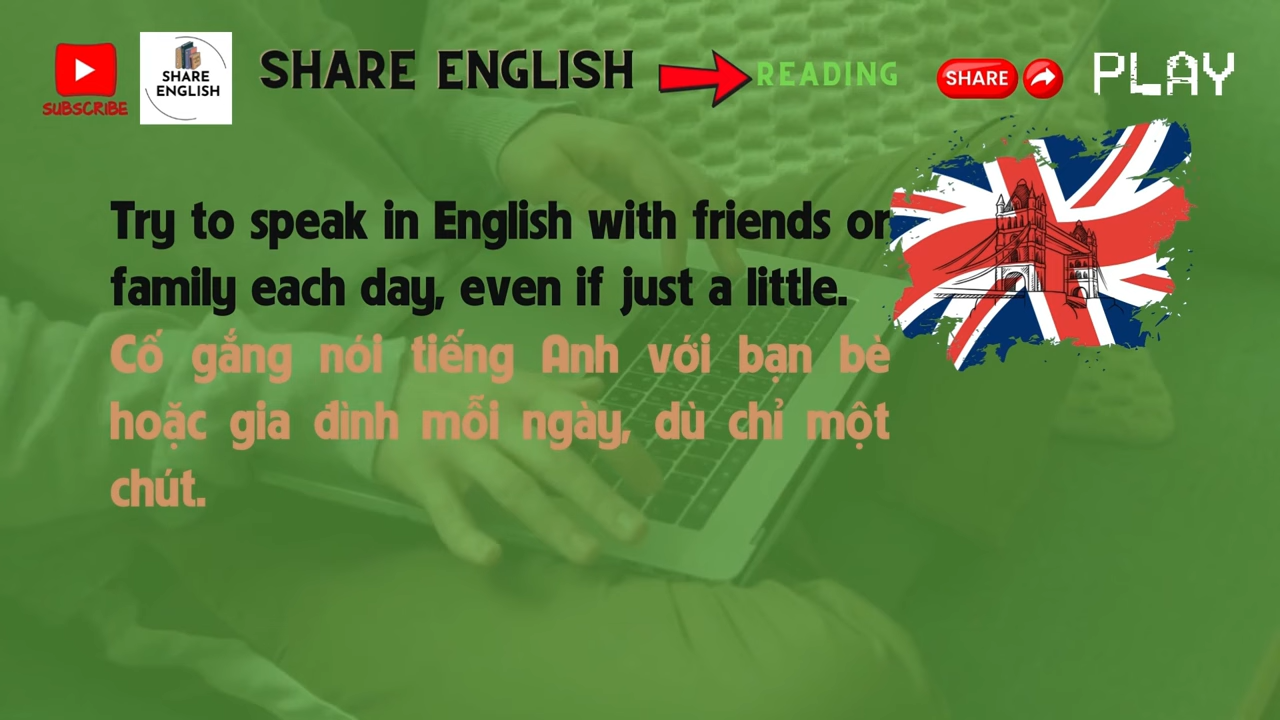 SUBSCRIBE
SHARE
ENGLISH
SHARE ENGLISH
READING
SHARE
PLAY
Try to speak in English with friends or
family each day, even if just a little.
Cố gắng nói tiếng Anh với bạn bè
hoặc gia đình mỗi ngày, dù chỉ một
chút.